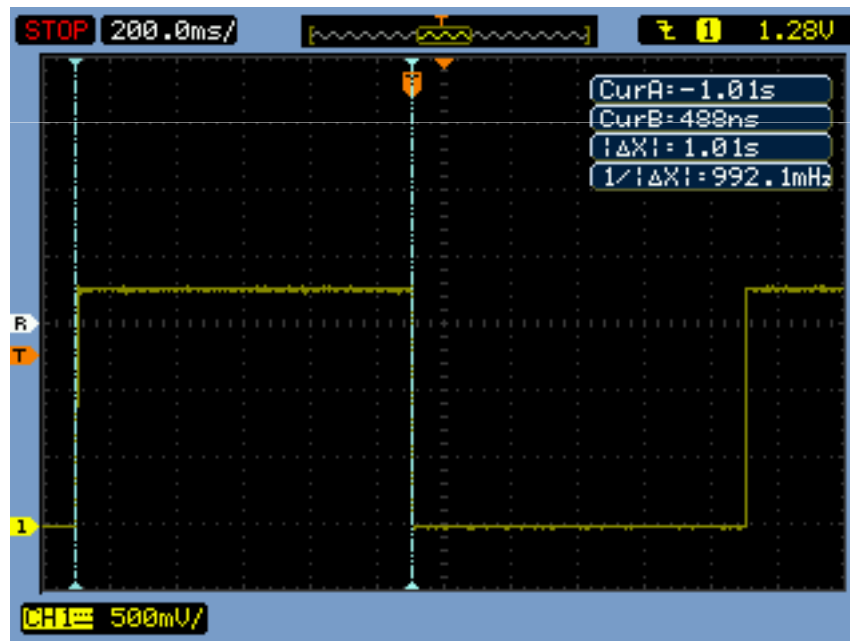 STOP 200.0ms/ T 1 1.28V
T
CurA:-1.01s
CurB:488ns
|ΔX|:1.01s
1/|ΔX|:992.1mHz
R
T
1
CH1 500mV/